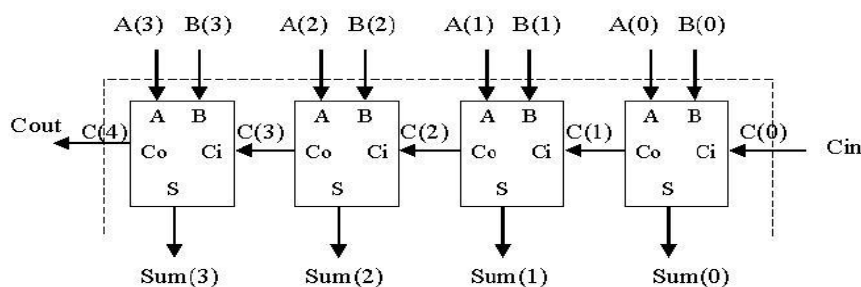 A(3) B(3) A(2) B(2) A(1) B(1) A(0) B(0)
Cout C(4) A B C(3) A B C(2) A B C(1) A B C(0) Cin
Co Ci Co Ci Co Ci Co Ci
S S S S
Sum(3) Sum(2) Sum(1) Sum(0)